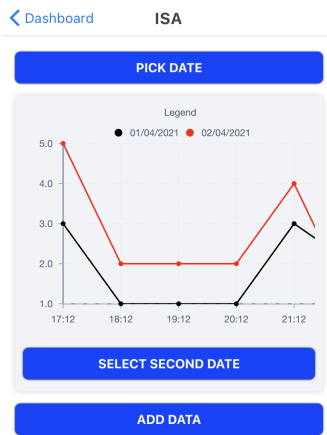 Dashboard
ISA
PICK DATE
Legend
01/04/2021 02/04/2021
5.0
4.0
3.0
2.0
1.0
17:12 18:12 19:12 20:12 21:12
SELECT SECOND DATE
ADD DATA